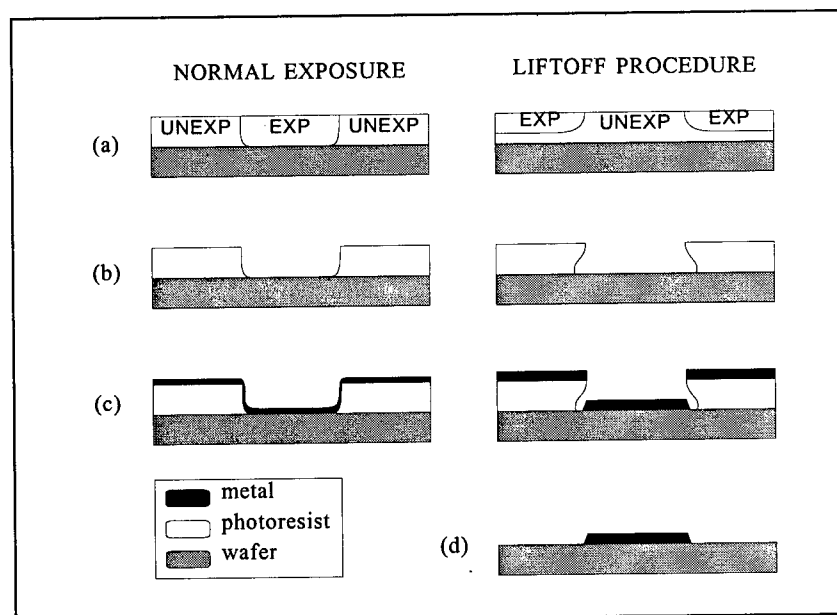 NORMAL EXPOSURE
LIFTOFF PROCEDURE
(a)
UNEXP EXP UNEXP
EXP UNEXP EXP
(b)
(c)
metal
photoresist
wafer
(d)